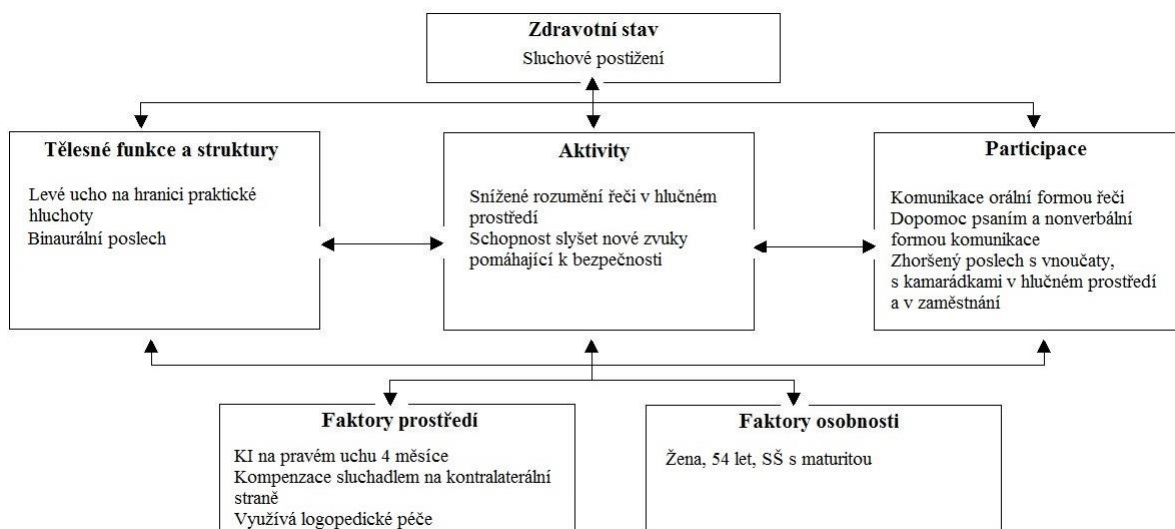 Zdravotní stav
Sluchové postižení
Tělesné funkce a struktury
Levé ucho na hranici praktické
hluchoty
Binaurální poslech
Aktivity
Snížené rozumění řeči v hlučném
prostředí
Schopnost slyšet nové zvuky
pomáhající k bezpečnosti
Participace
Komunikace orální formou řeči
Dopomoc psaním a nonverbální
formou komunikace
Zhoršený poslech s vnoučaty,
s kamarádkami v hlučném prostředí
a v zaměstnání
Faktory prostředí
KI na pravém uchu 4 měsíce
Kompenzace sluchadlem na kontralaterální
straně
Využívá logopedické péče
Faktory osobnosti
Žena, 54 let, SŠ s maturitou